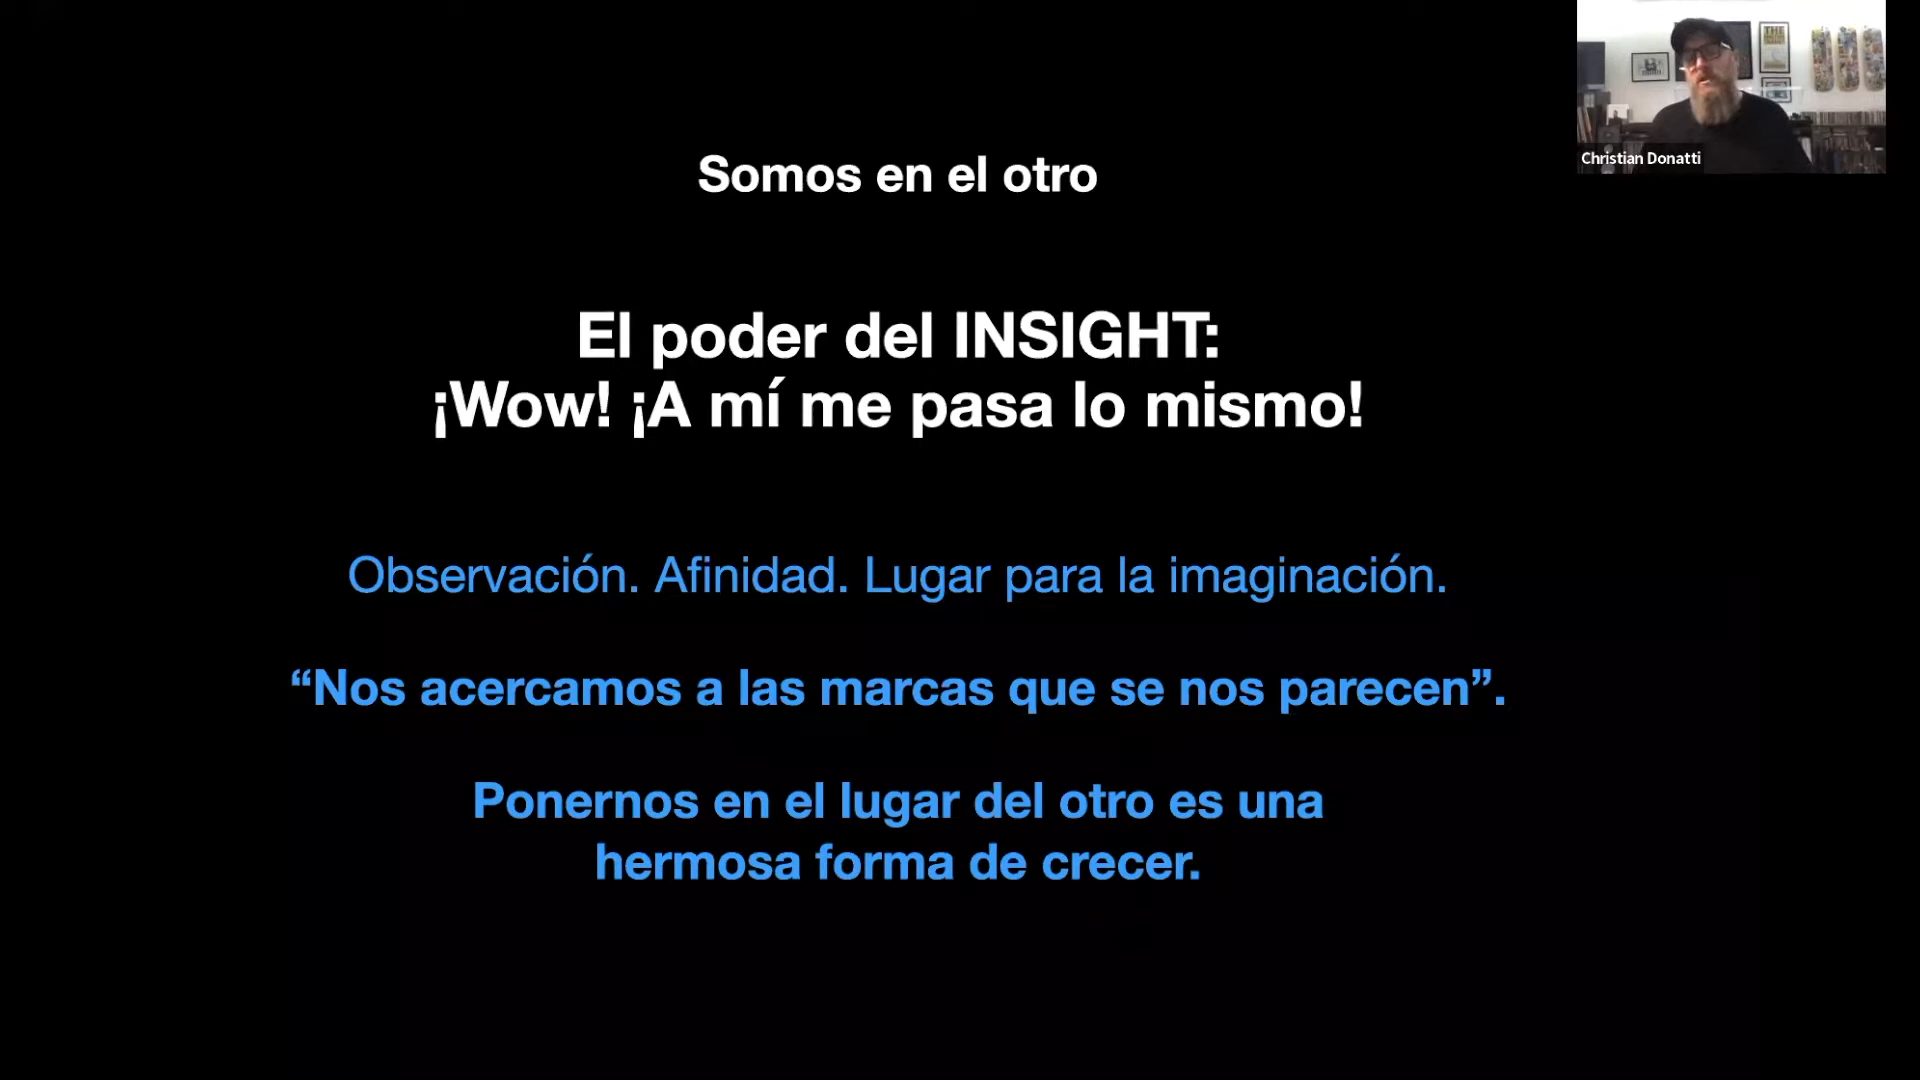 Somos en el otro
El poder del INSIGHT:
¡Wow! ¡A mí me pasa lo mismo!
Observación. Afinidad. Lugar para la imaginación.
“Nos acercamos a las marcas que se nos parecen”.
Ponernos en el lugar del otro es una
hermosa forma de crecer.
Christian Donatti
THE